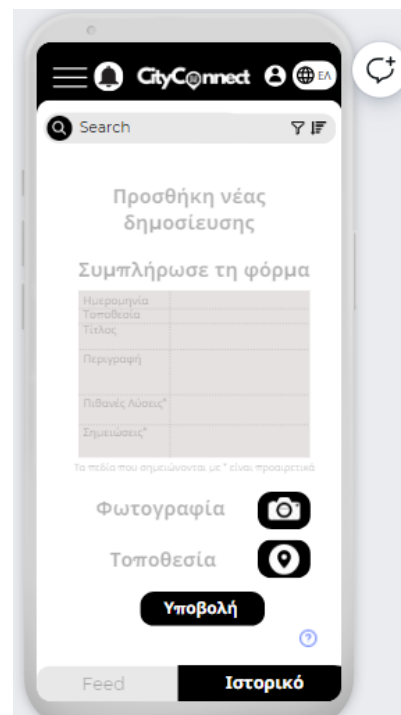 CityConnect ΕΛ
Search
Προσθήκη νέας
δημοσίευσης
Συμπλήρωσε τη φόρμα
Ημερομηνία
Τοποθεσία
Τίτλος
Περιγραφή
Πιθανές Λύσεις*
Σημειώσεις*
Τα πεδία που σημειώνονται με * είναι προαιρετικά
Φωτογραφία
Τοποθεσία
Υποβολή
?
Feed Ιστορικό